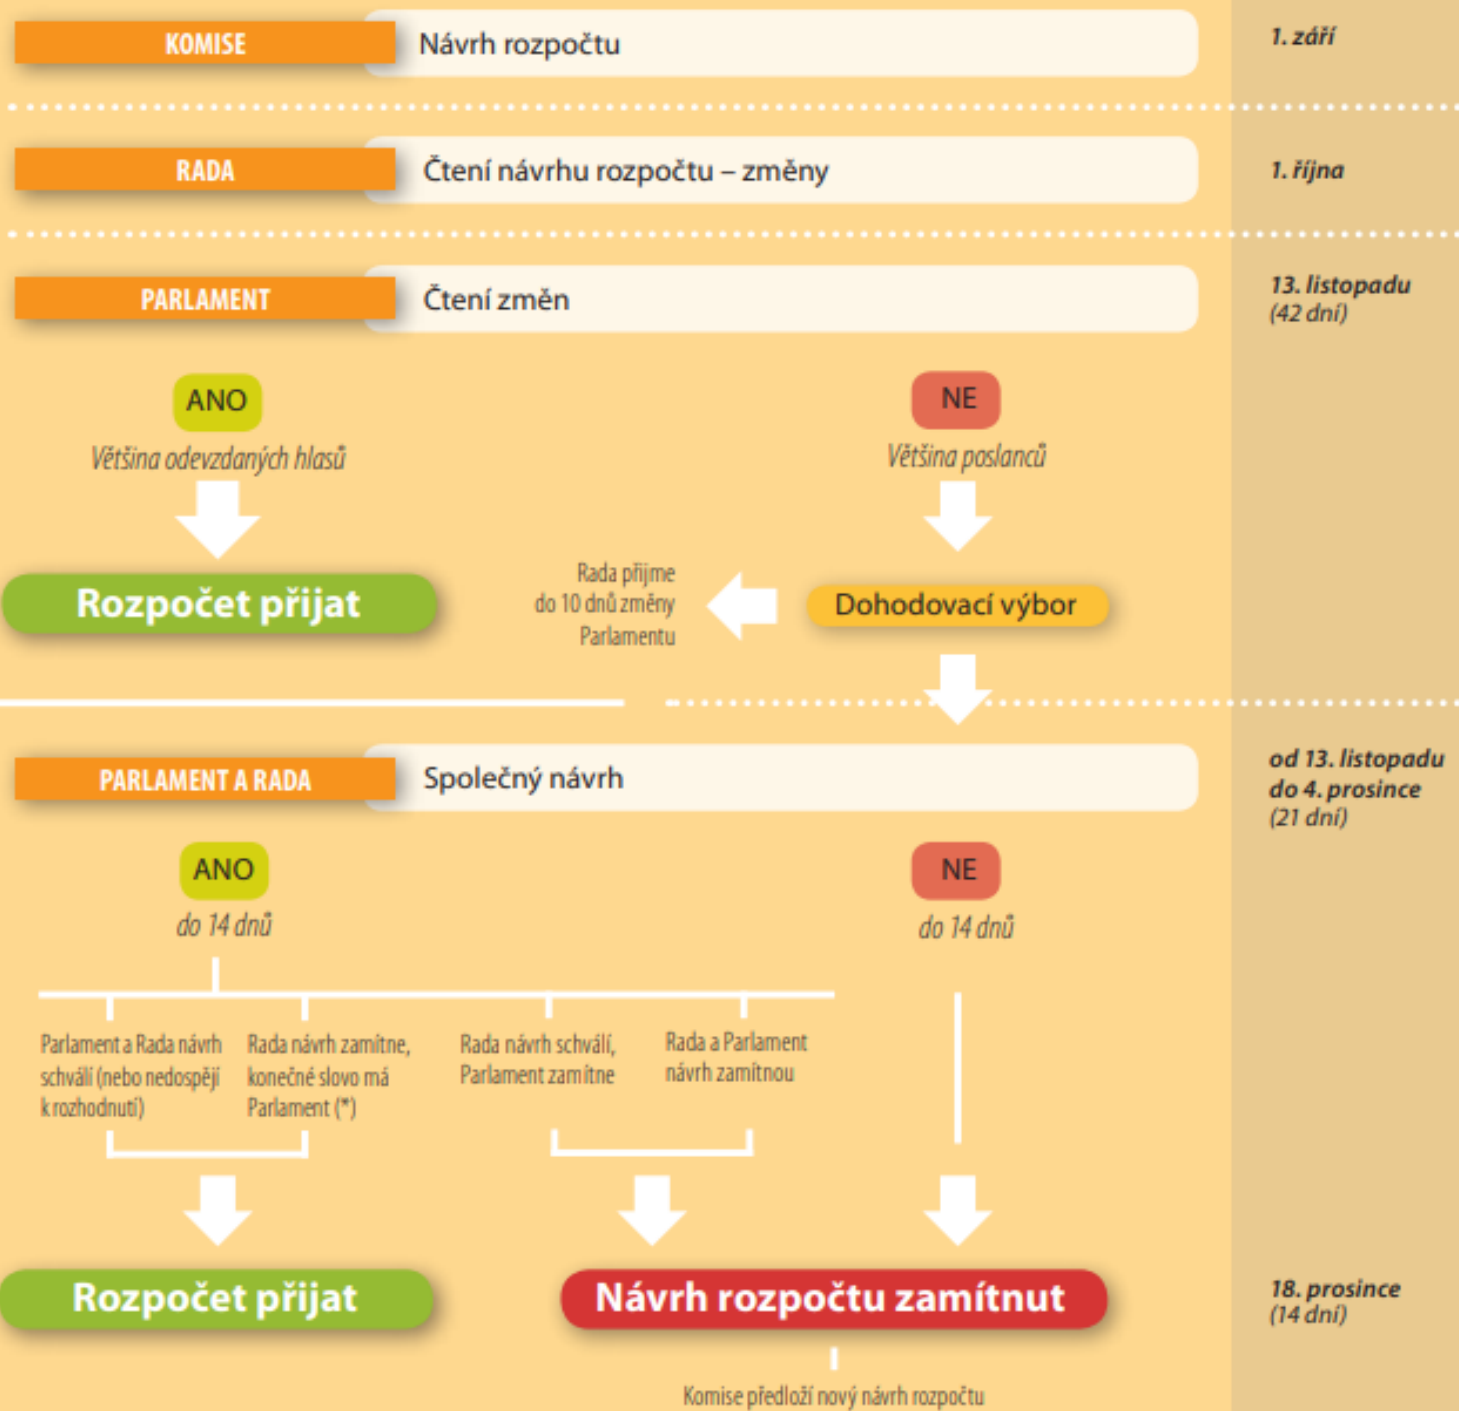 KOMISE
Návrh rozpočtu
1. září
RADA
Čtení návrhu rozpočtu – změny
1. října
PARLAMENT
Čtení změn
13. listopadu
(42 dní)
ANO
Většina odevzdaných hlasů
NE
Většina poslanců
Rozpočet přijat
Rada přijme
do 10 dnů změny
Parlamentu
Dohodovací výbor
PARLAMENT A RADA
Společný návrh
od 13. listopadu
do 4. prosince
(21 dní)
ANO
do 14 dnů
NE
do 14 dnů
Parlament a Rada návrh
schválí (nebo nedospějí
k rozhodnutí)
Rada návrh zamítne,
konečné slovo má
Parlament (*)
Rada návrh schválí,
Parlament zamítne
Rada a Parlament
návrh zamítnou
Rozpočet přijat
Návrh rozpočtu zamítnut
18. prosince
(14 dní)
Komise předloží nový návrh rozpočtu